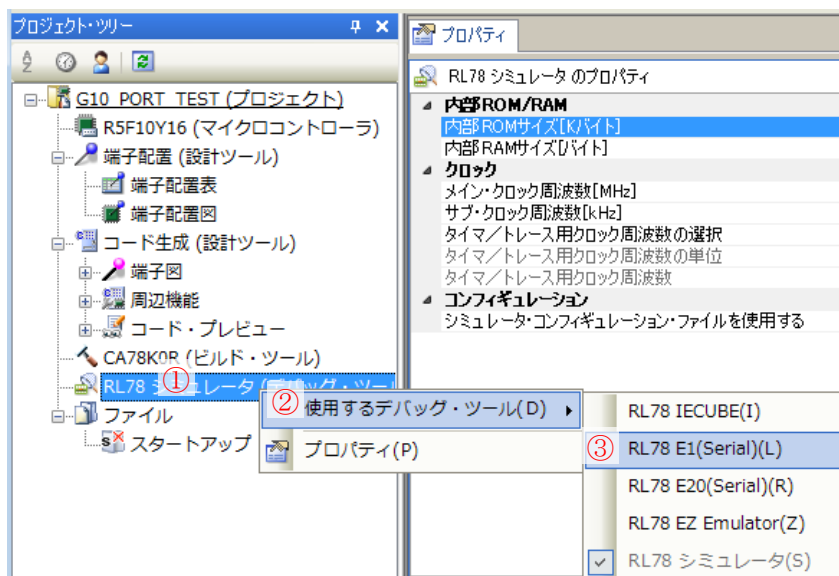 プロジェクト・ツリー
G10_PORT_TEST (プロジェクト)
R5F10Y16 (マイクロコントローラ)
端子配置 (設計ツール)
端子配置表
端子配置図
コード生成 (設計ツール)
端子図
周辺機能
コード・プレビュー
CA78K0R (ビルド・ツール)
① RL78 シミュレータ (デバッグ・ツー
ファイル
スタートアップ
② 使用するデバッグ・ツール(D)
プロパティ(P)
プロパティ
RL78 シミュレータ のプロパティ
内部ROM/RAM
内部ROMサイズ[Kバイト]
内部RAMサイズ[バイト]
クロック
メイン・クロック周波数[MHz]
サブ・クロック周波数[kHz]
タイマ/トレース用クロック周波数の選択
タイマ/トレース用クロック周波数の単位
タイマ/トレース用クロック周波数
コンフィギュレーション
シミュレータ・コンフィギュレーション・ファイルを使用する
RL78 IECUBE(I)
③ RL78 E1(Serial)(L)
RL78 E20(Serial)(R)
RL78 EZ Emulator(Z)
RL78 シミュレータ(S)